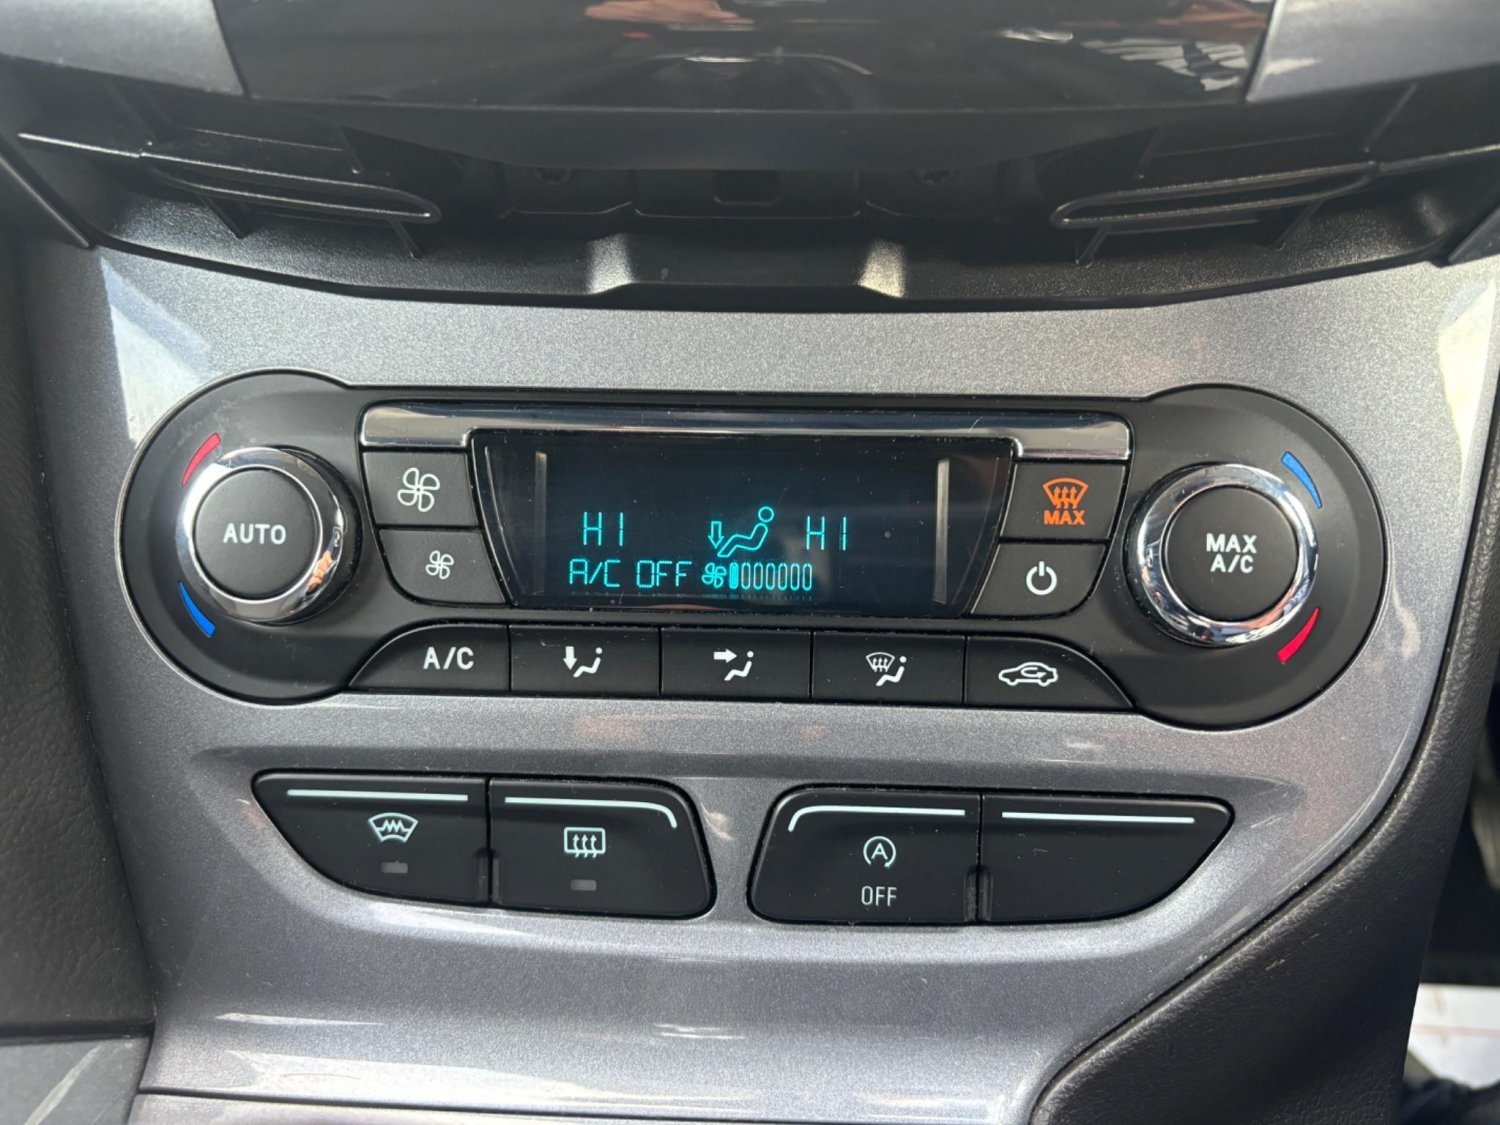 AUTO
HI HI
A/C OFF
MAX
MAX
A/C
A/C
A
OFF